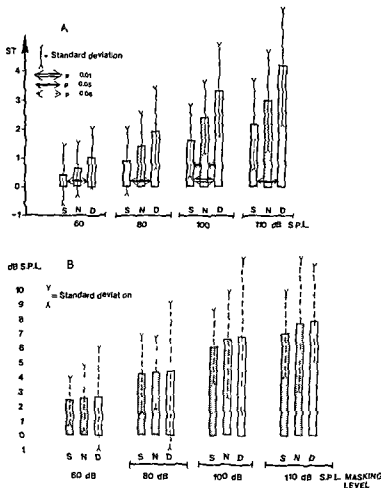 A
ST
= Standard deviation
p 0.01
p 0.05
p 0.06
4
3
2
1
0
-1
S N D S N D S N D S N D
60 80 100 110 dB S.P.L.
B
dB S.P.L.
= Standard deviation
10
9
8
7
6
5
4
3
2
1
0
1
S N D S N D S N D S N D
60 dB 80 dB 100 dB 110 dB S.P.L. MASKING
LEVEL